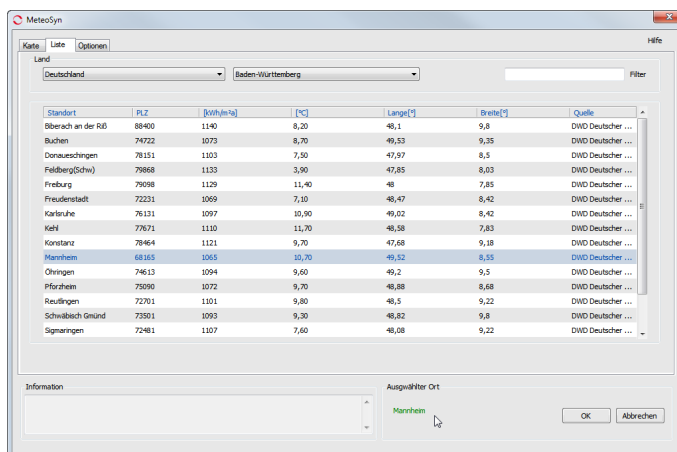 MeteoSyn
Karte Liste Optionen Hilfe
Land
Deutschland Baden-Württemberg Filter
Standort PLZ [kWh/m²a] [°C] Lange[°] Breite[°] Quelle
Biberach an der Riß 88400 1140 8,20 48,1 9,8 DWD Deutscher ...
Buchen 74722 1073 8,70 49,53 9,35 DWD Deutscher ...
Donaueschingen 78151 1103 7,50 47,97 8,5 DWD Deutscher ...
Feldberg(Schw) 79868 1133 3,90 47,85 8,03 DWD Deutscher ...
Freiburg 79098 1129 11,40 48 7,85 DWD Deutscher ...
Freudenstadt 72231 1069 7,10 48,47 8,42 DWD Deutscher ...
Karlsruhe 76131 1097 10,90 49,02 8,42 DWD Deutscher ...
Kehl 77671 1110 11,70 48,58 7,83 DWD Deutscher ...
Konstanz 78464 1121 9,70 47,68 9,18 DWD Deutscher ...
Mannheim 68165 1065 10,70 49,52 8,55 DWD Deutscher ...
Öhringen 74613 1094 9,60 49,2 9,5 DWD Deutscher ...
Pforzheim 75090 1072 9,70 48,88 8,68 DWD Deutscher ...
Reutlingen 72701 1101 9,80 48,5 9,22 DWD Deutscher ...
Schwäbisch Gmünd 73501 1093 9,30 48,82 9,8 DWD Deutscher ...
Sigmaringen 72481 1107 7,60 48,08 9,22 DWD Deutscher ...
Information Ausgwählter Ort
Mannheim
OK Abbrechen